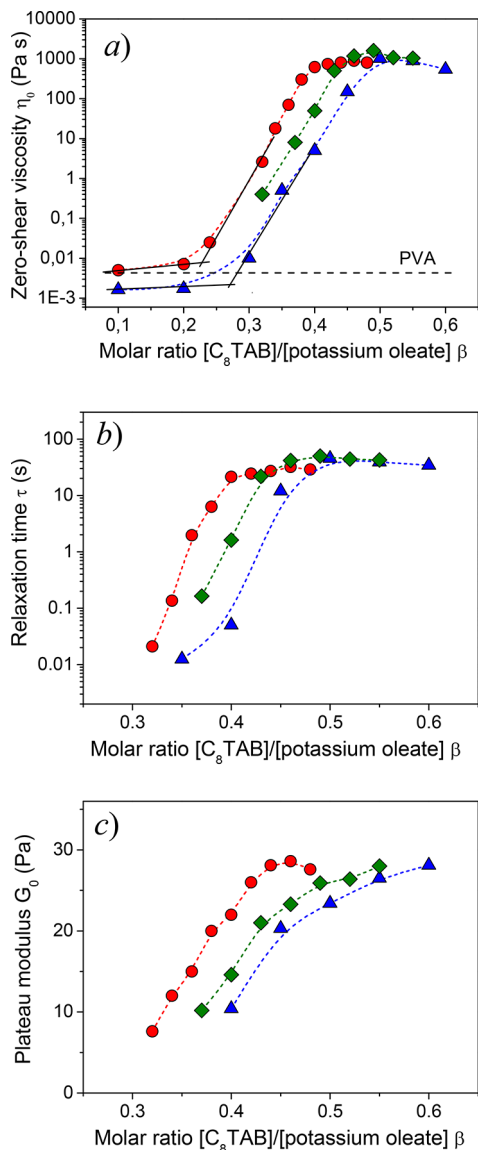 a)
Zero-shear viscosity η₀ (Pa s)
10000
1000
100
10
1
0,1
0,01
1E-3
PVA
0,1 0,2 0,3 0,4 0,5 0,6
Molar ratio [C₈TAB]/[potassium oleate] β
b)
Relaxation time τ (s)
100
10
1
0.1
0.01
0.3 0.4 0.5 0.6
Molar ratio [C₈TAB]/[potassium oleate] β
c)
Plateau modulus G₀ (Pa)
30
20
10
0
0.3 0.4 0.5 0.6
Molar ratio [C₈TAB]/[potassium oleate] β